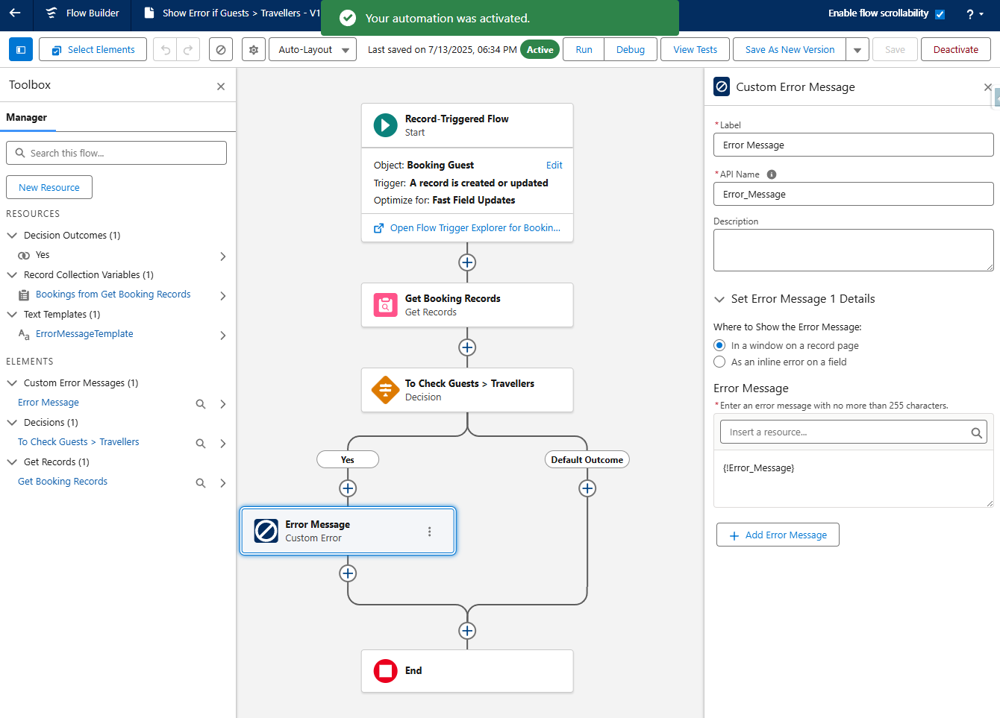 Flow Builder
Show Error if Guests > Travellers - V1
Your automation was activated.
Enable flow scrollability
?
Select Elements
Auto-Layout
Last saved on 7/13/2025, 06:34 PM
Active
Run
Debug
View Tests
Save As New Version
Save
Deactivate
Toolbox
Manager
Search this flow...
New Resource
RESOURCES
Decision Outcomes (1)
Yes
Record Collection Variables (1)
Bookings from Get Booking Records
Text Templates (1)
Aa ErrorMessageTemplate
ELEMENTS
Custom Error Messages (1)
Error Message
Decisions (1)
To Check Guests > Travellers
Get Records (1)
Get Booking Records
Record-Triggered Flow
Start
Object: Booking Guest
Edit
Trigger: A record is created or updated
Optimize for: Fast Field Updates
Open Flow Trigger Explorer for Bookin...
Get Booking Records
Get Records
To Check Guests > Travellers
Decision
Yes
Default Outcome
Error Message
Custom Error
End
Custom Error Message
*Label
Error Message
*API Name
Error_Message
Description
Set Error Message 1 Details
Where to Show the Error Message:
In a window on a record page
As an inline error on a field
Error Message
*Enter an error message with no more than 255 characters.
Insert a resource...
{!Error_Message}
Add Error Message